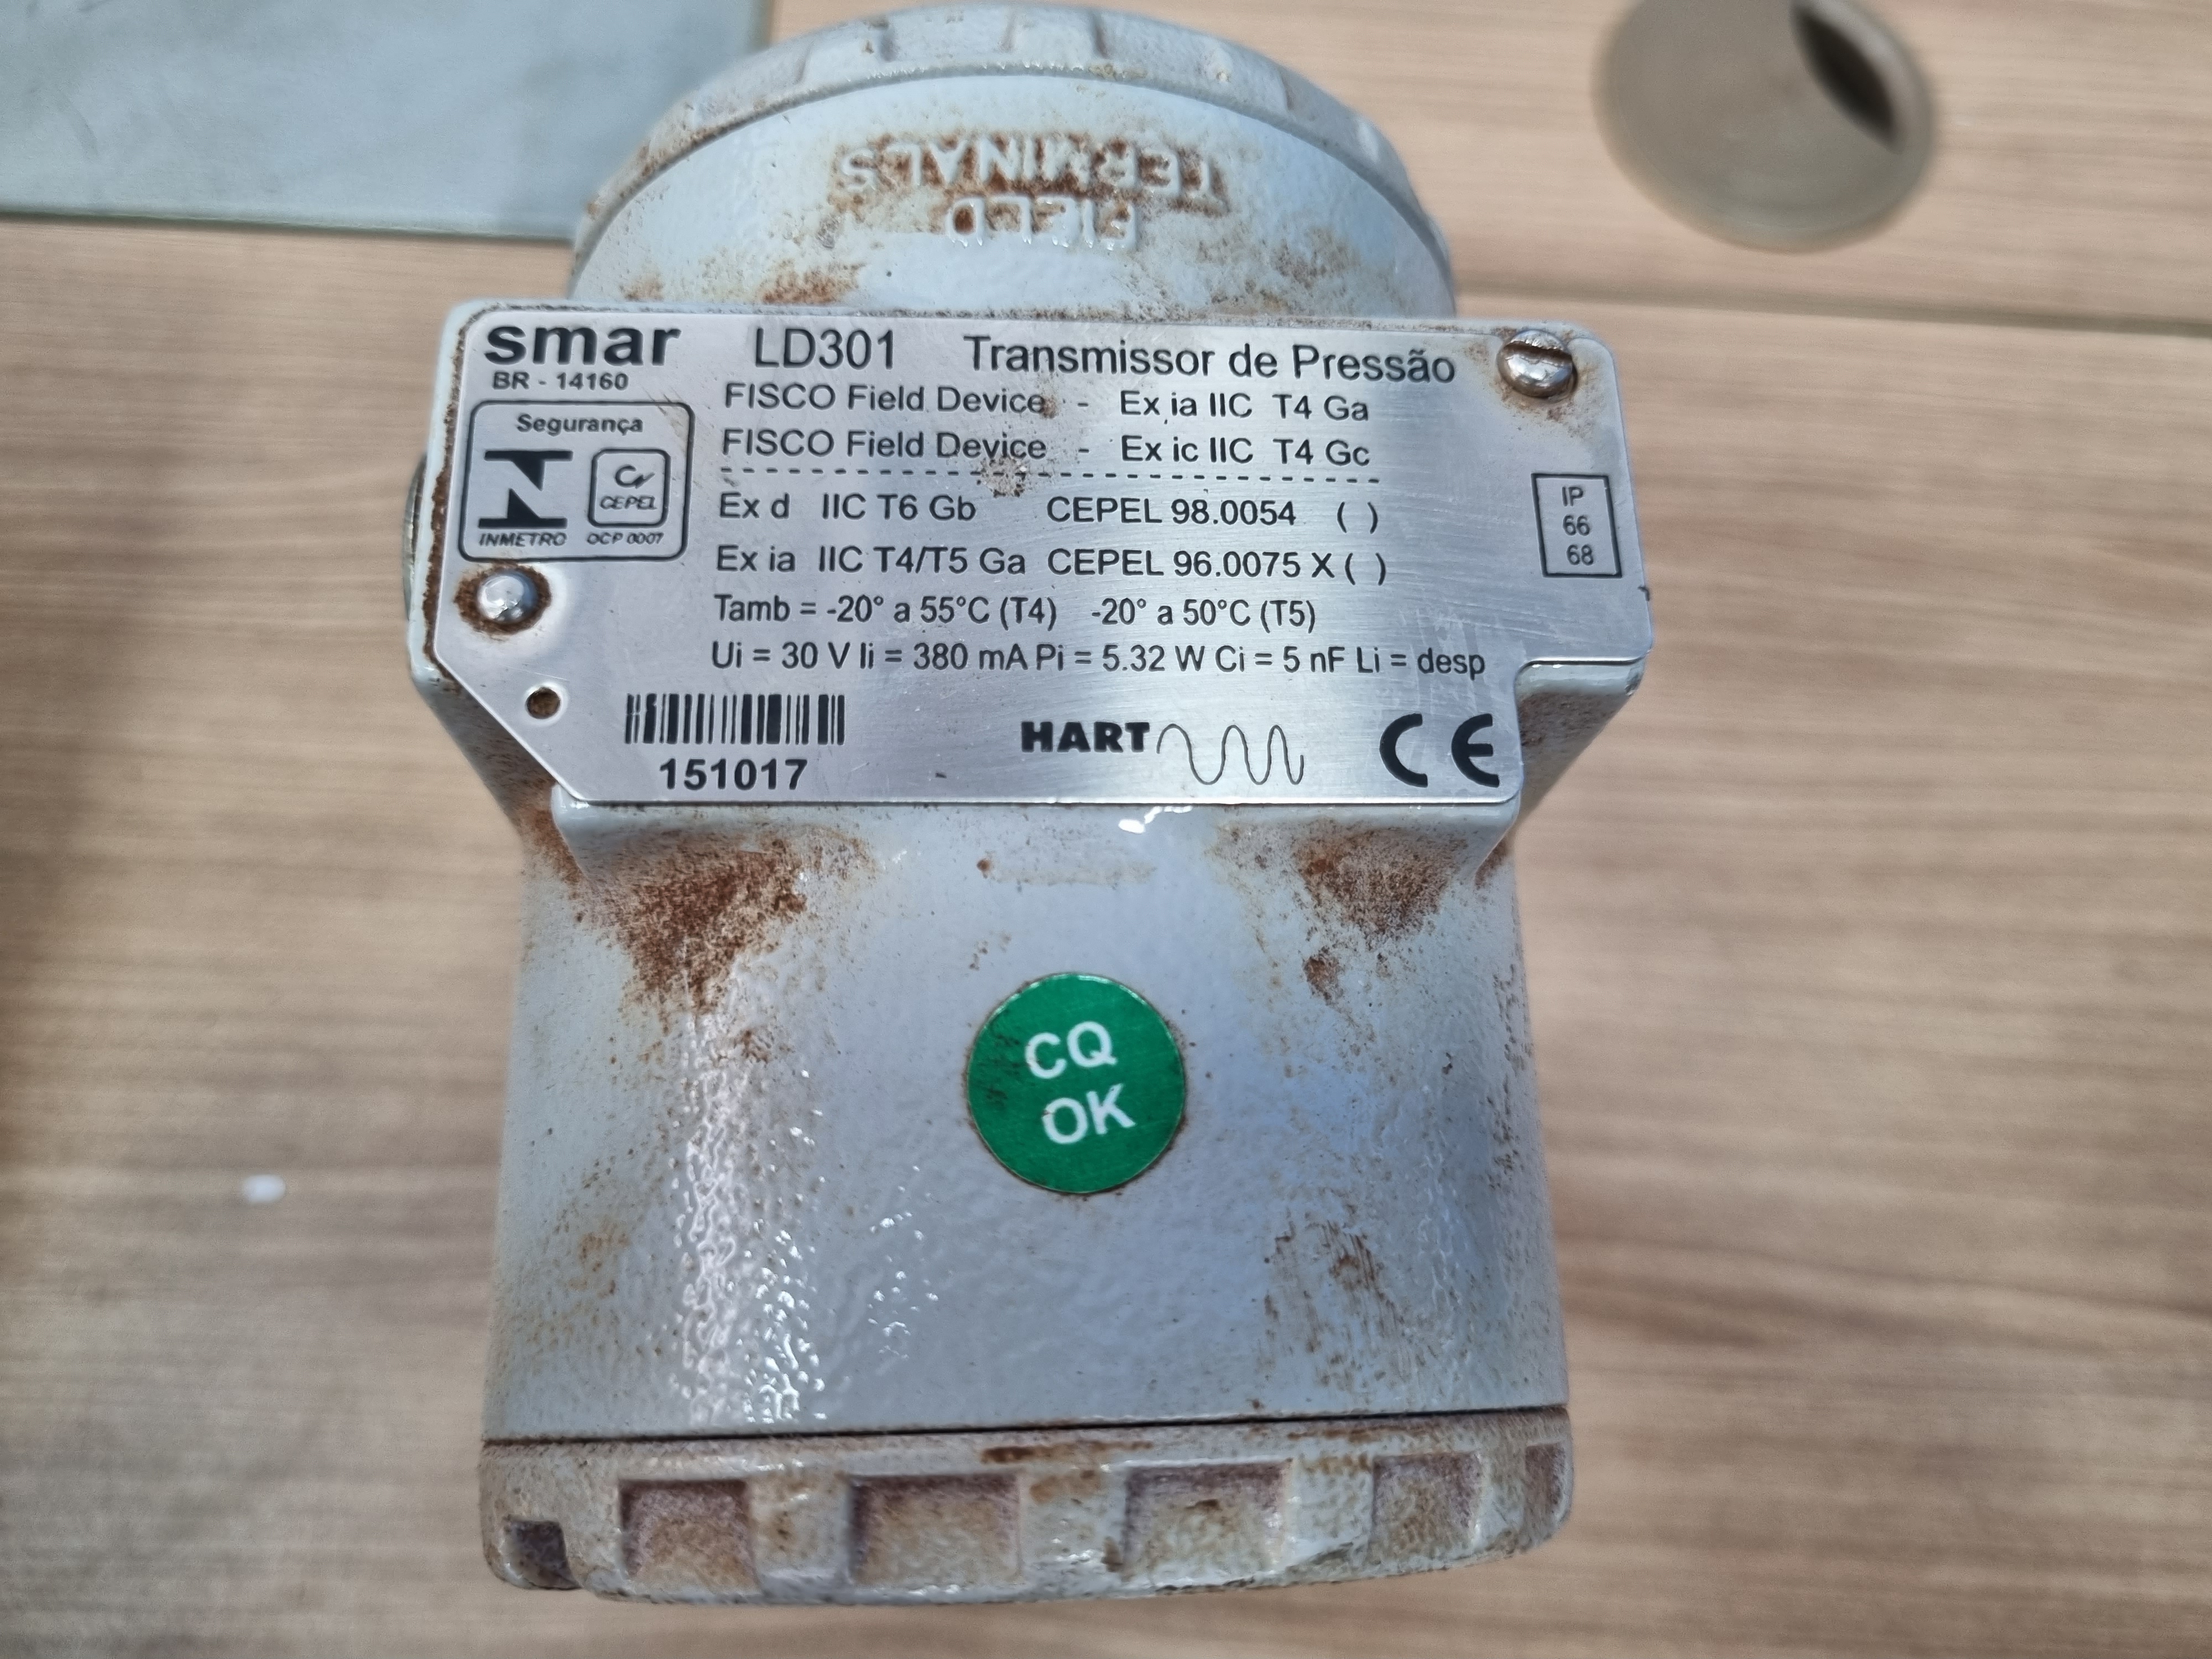 FIELD
TERMINALS
smar LD301 Transmissor de Pressão
BR - 14160
FISCO Field Device - Ex ia IIC T4 Ga
Segurança
FISCO Field Device - Ex ic IIC T4 Gc
CEPEL
INMETRO OCP 0007
Ex d IIC T6 Gb CEPEL 98.0054 ( )
Ex ia IIC T4/T5 Ga CEPEL 96.0075 X ( )
IP
66
68
Tamb = -20° a 55°C (T4) -20° a 50°C (T5)
Ui = 30 V Ii = 380 mA Pi = 5.32 W Ci = 5 nF Li = desp
HART CE
151017
CQ
OK